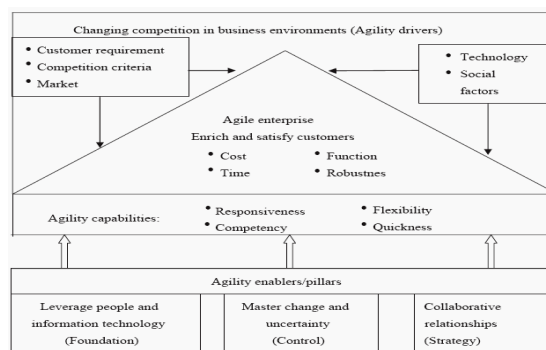 Changing competition in business environments (Agility drivers)
• Customer requirement
• Competition criteria
• Market
• Technology
• Social
factors
Agile enterprise
Enrich and satisfy customers
• Cost
• Function
• Time
• Robustnes
Agility capabilities:
• Responsiveness
• Flexibility
• Competency
• Quickness
Agility enablers/pillars
Leverage people and
information technology
(Foundation)
Master change and
uncertainty
(Control)
Collaborative
relationships
(Strategy)